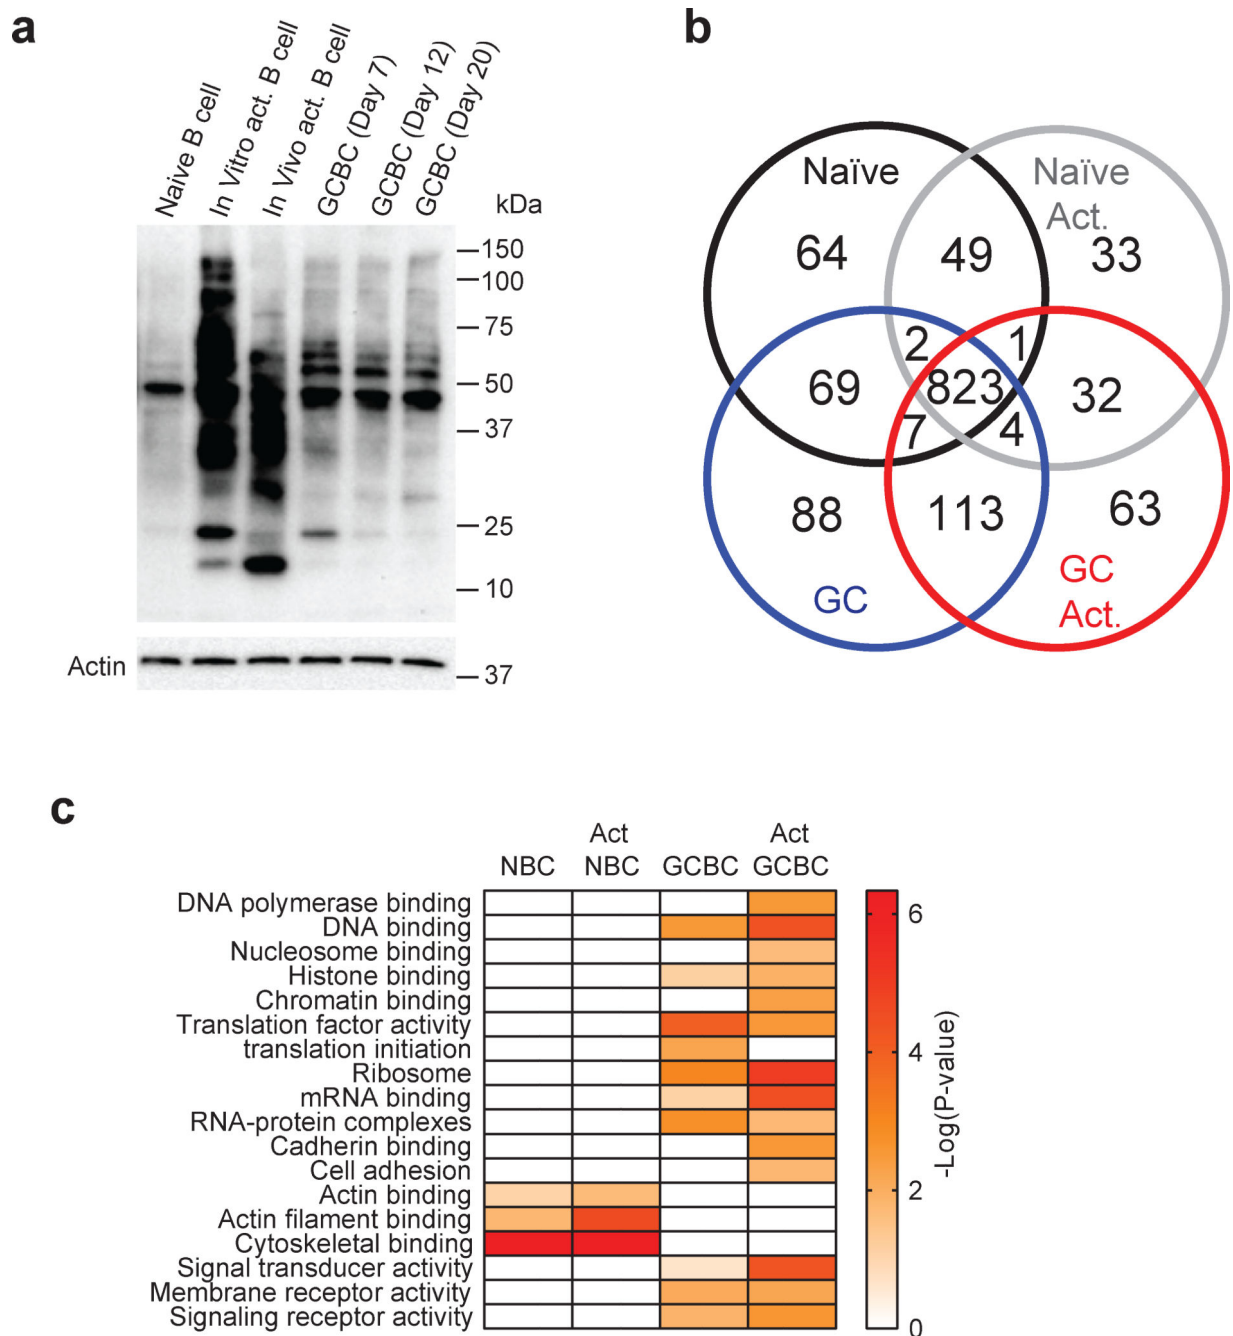 a
Naive B cell
In Vitro act. B cell
In Vivo act. B cell
GCBC (Day 7)
GCBC (Day 12)
GCBC (Day 20)
kDa
150
100
75
50
37
25
10
Actin
37
b
Naïve
Naïve
Act.
64
49
33
2
1
69
823
32
7
4
88
113
63
GC
GC
Act.
c
NBC
Act
NBC
GCBC
Act
GCBC
DNA polymerase binding
DNA binding
Nucleosome binding
Histone binding
Chromatin binding
Translation factor activity
translation initiation
Ribosome
mRNA binding
RNA-protein complexes
Cadherin binding
Cell adhesion
Actin binding
Actin filament binding
Cytoskeletal binding
Signal transducer activity
Membrane receptor activity
Signaling receptor activity
6
4
2
0
-Log(P-value)